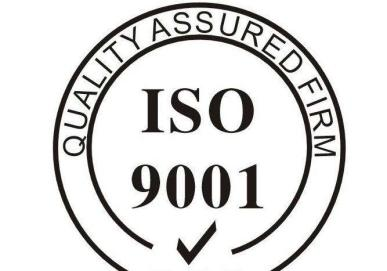 QUALITY ASSURED FIRM
ISO
9001